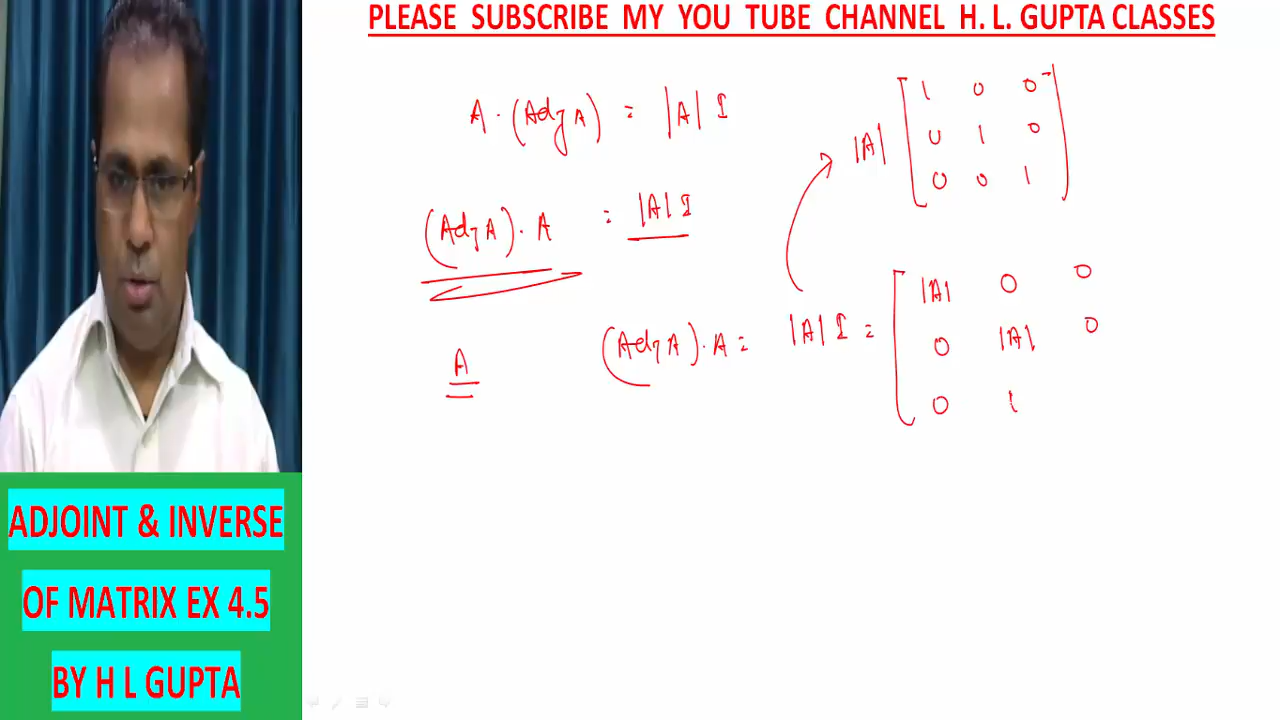 PLEASE SUBSCRIBE MY YOU TUBE CHANNEL H. L. GUPTA CLASSES
A · (Adj A) = |A| I
|A| [ 1 0 0
0 1 0
0 0 1 ]
(Adj A) · A = |A| I
A
(Adj A) · A = |A| I = [ |A| 0 0
0 |A| 0
0 1
ADJOINT & INVERSE
OF MATRIX EX 4.5
BY H L GUPTA